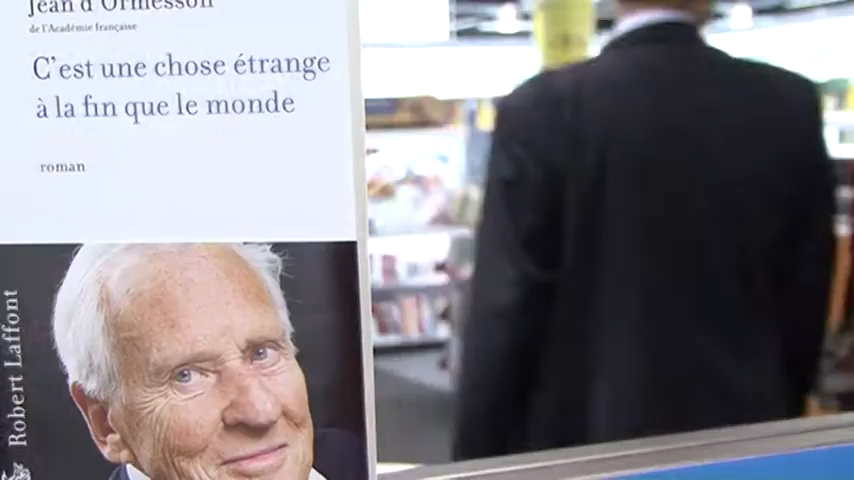 Jean d'Ormesson
de l'Académie française
C'est une chose étrange
à la fin que le monde
roman
Robert Laffont